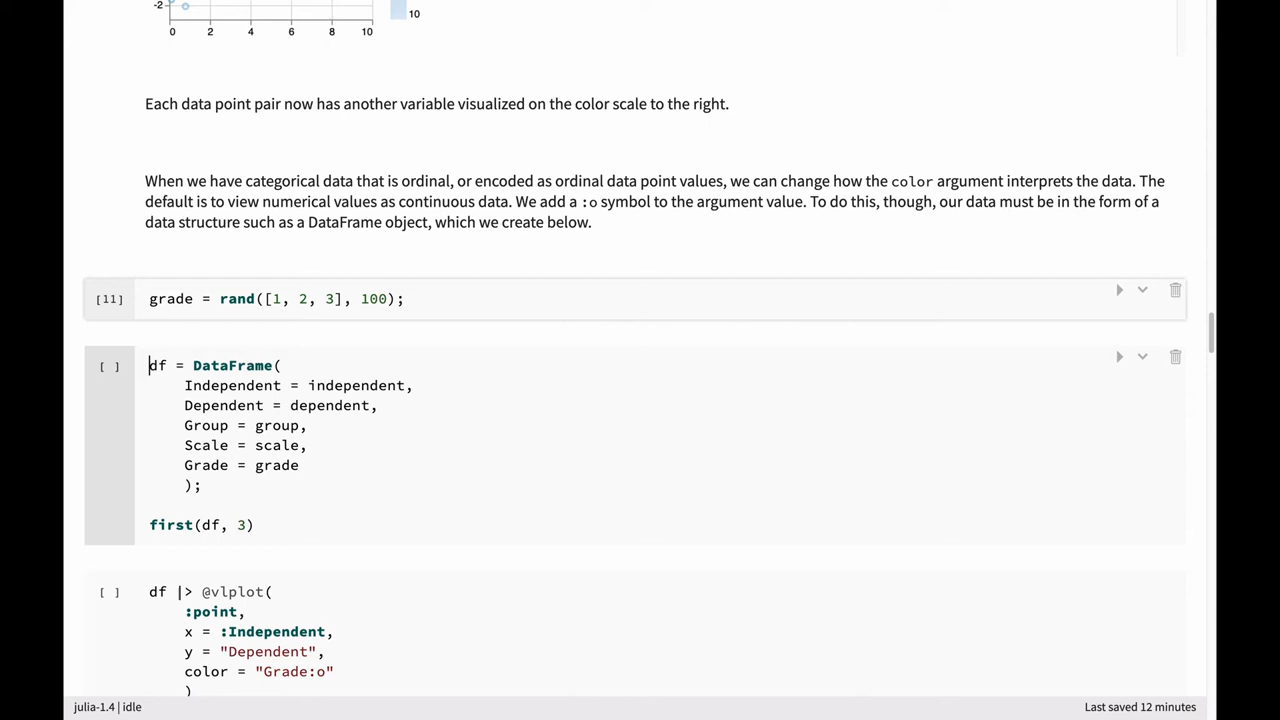 -2
0 2 4 6 8 10
10
Each data point pair now has another variable visualized on the color scale to the right.
When we have categorical data that is ordinal, or encoded as ordinal data point values, we can change how the color argument interprets the data. The
default is to view numerical values as continuous data. We add a :o symbol to the argument value. To do this, though, our data must be in the form of a
data structure such as a DataFrame object, which we create below.
[11] grade = rand([1, 2, 3], 100);
[ ] df = DataFrame(
Independent = independent,
Dependent = dependent,
Group = group,
Scale = scale,
Grade = grade
);
first(df, 3)
[ ] df |> @vlplot(
:point,
x = :Independent,
y = "Dependent",
color = "Grade:o"
)
julia-1.4 | idle Last saved 12 minutes